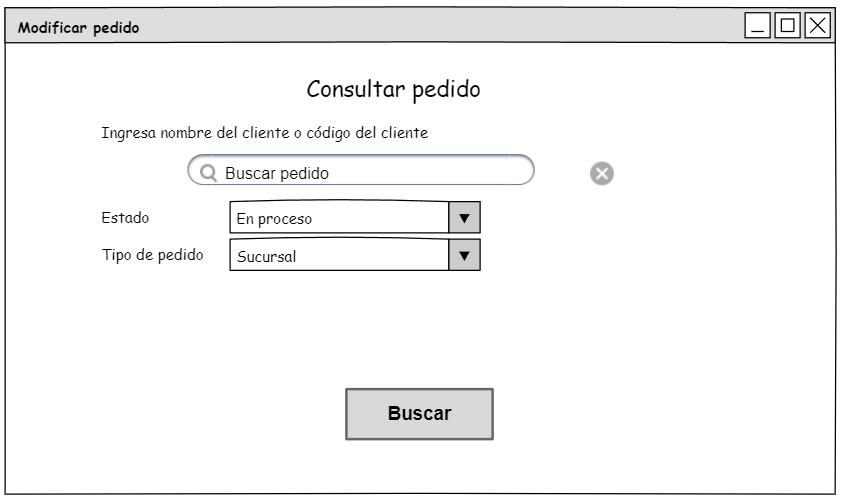 Modificar pedido
Consultar pedido
Ingresa nombre del cliente o código del cliente
Buscar pedido
Estado
En proceso
Tipo de pedido
Sucursal
Buscar